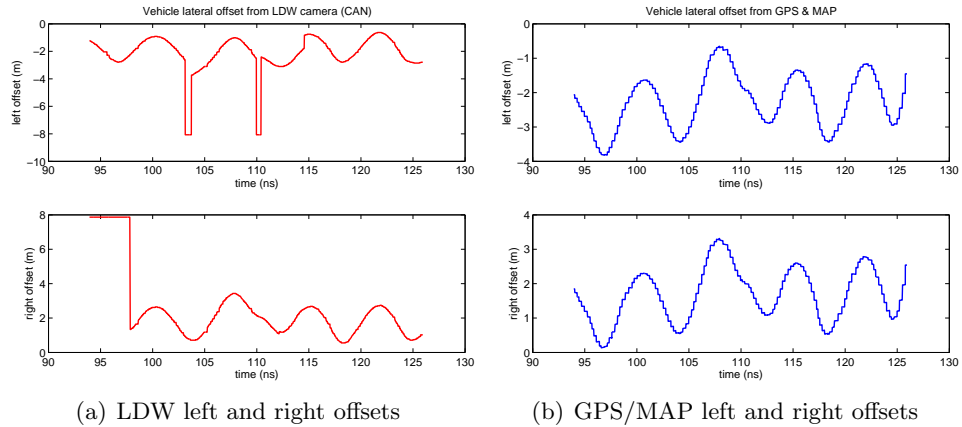 Vehicle lateral offset from LDW camera (CAN)
0
−2
−4
−6
−8
−10
left offset (m)
90 95 100 105 110 115 120 125 130
time (ns)
8
6
4
2
0
right offset (m)
90 95 100 105 110 115 120 125 130
time (ns)
(a) LDW left and right offsets
Vehicle lateral offset from GPS & MAP
0
−1
−2
−3
−4
left offset (m)
90 95 100 105 110 115 120 125 130
time (ns)
4
3
2
1
0
right offset (m)
90 95 100 105 110 115 120 125 130
time (ns)
(b) GPS/MAP left and right offsets